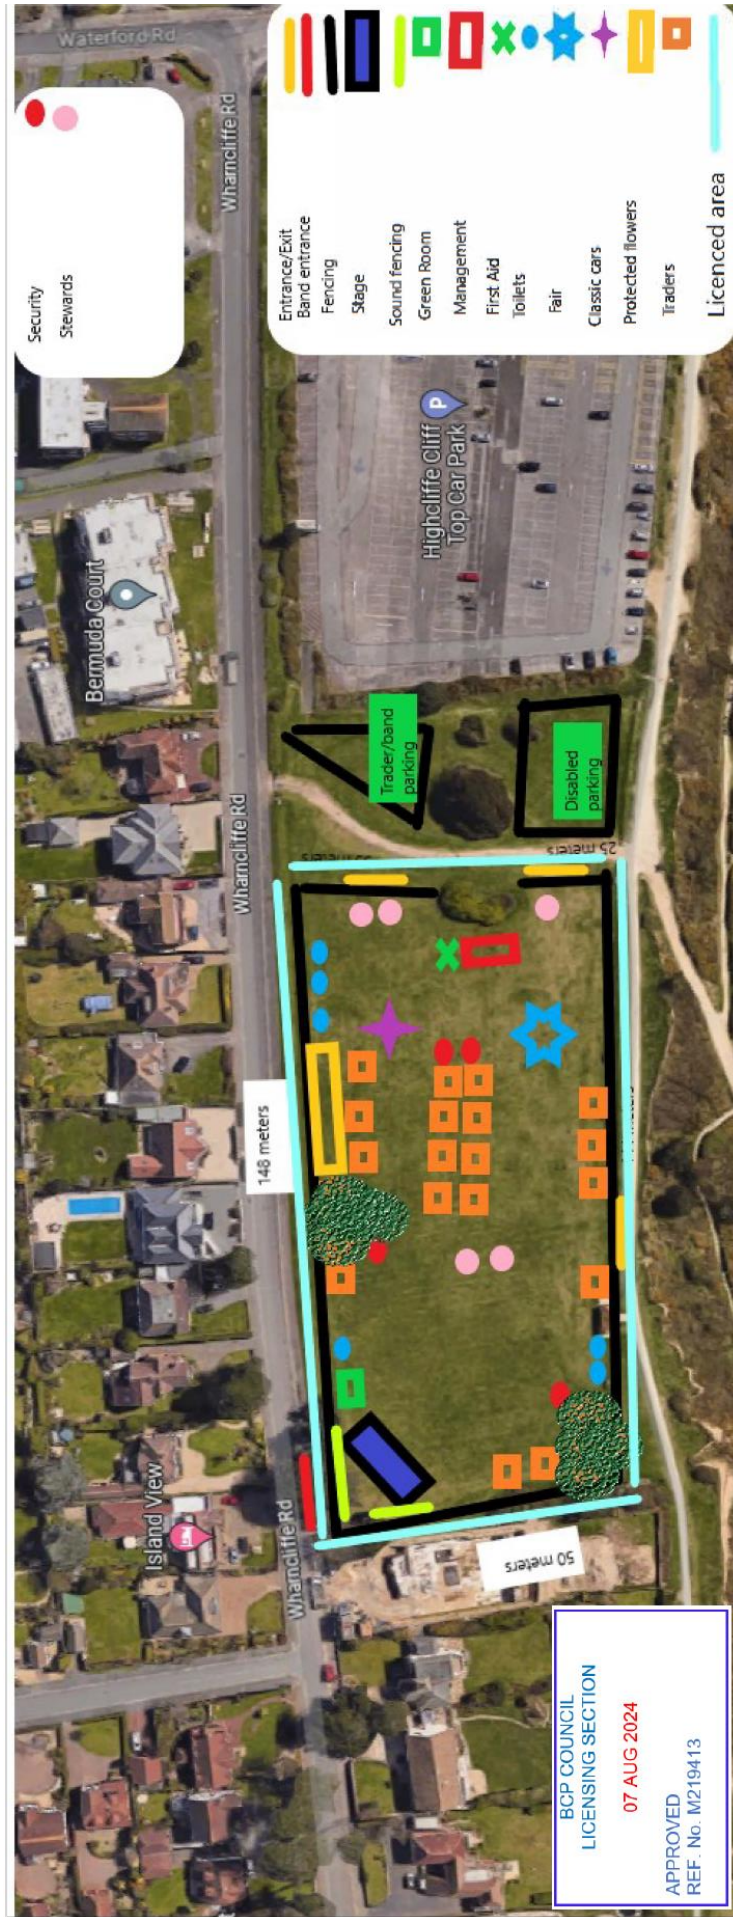 Waterford Rd
Wharncliffe Rd
Security
Stewards
Entrance/Exit
Band entrance
Fencing
Stage
Sound fencing
Green Room
Management
First Aid
Toilets
Fair
Classic cars
Protected flowers
Traders
Licenced area
Bermuda Court
Highcliffe Cliff
Top Car Park
P
Trader/band
parking
Disabled
parking
Wharncliffe Rd
25 meters
148 meters
Island View
Wharncliffe Rd
50 meters
BCP COUNCIL
LICENSING SECTION
07 AUG 2024
APPROVED
REF. No. M219413